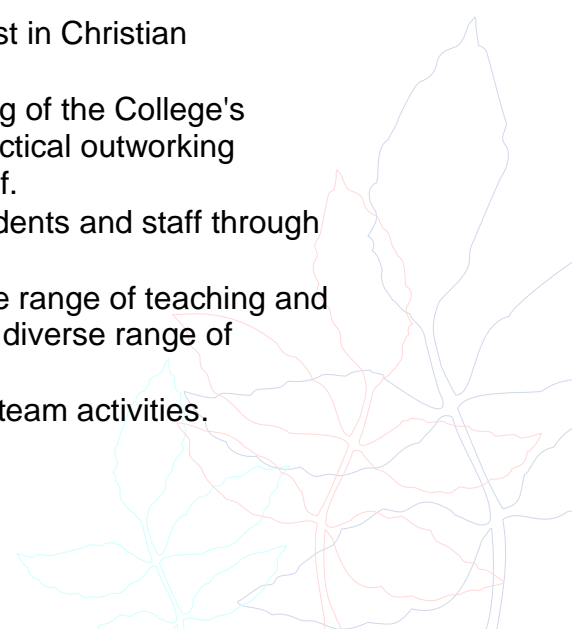 st in Christian
g of the College's
ctical outworking
f.
dents and staff through
e range of teaching and
diverse range of
team activities.